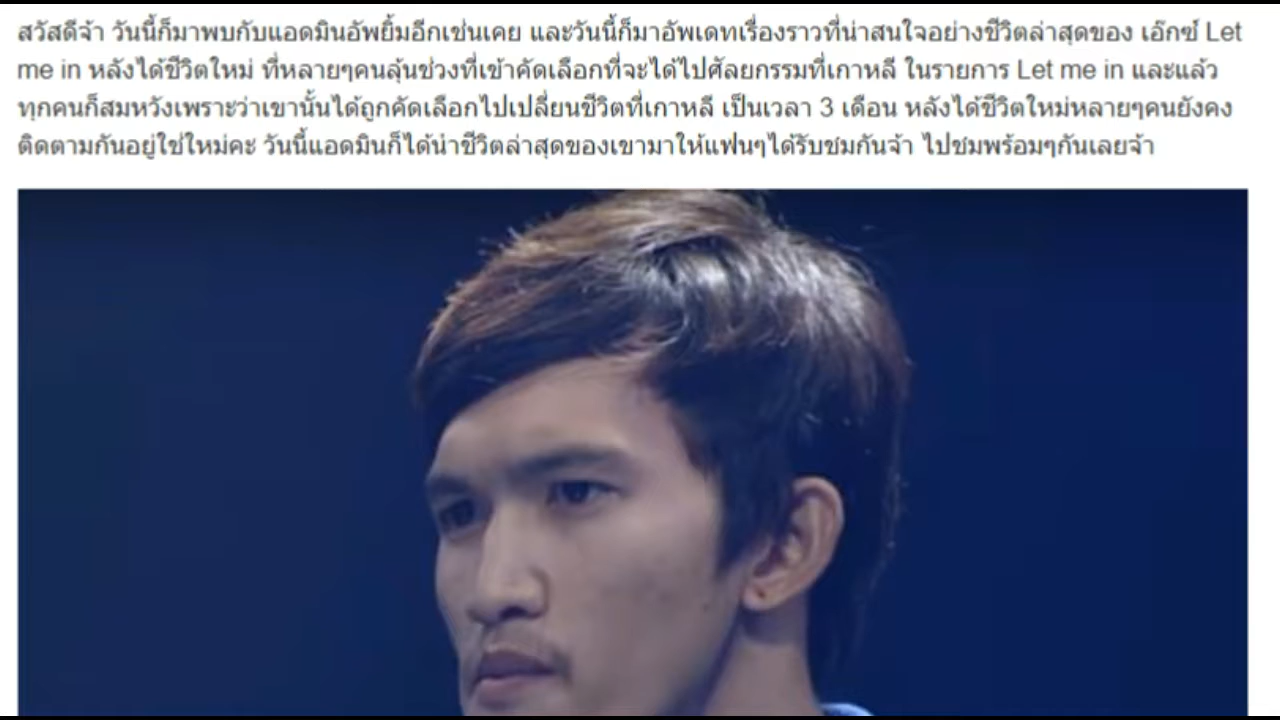 สวัสดีจ้า วันนี้ก็มาพบกับแอดมินอัพยิ้มอีกเช่นเคย และวันนี้ก็มาอัพเดทเรื่องราวที่น่าสนใจอย่างชีวิตล่าสุดของ เอ๊กซ์ Let
me in หลังได้ชีวิตใหม่ ที่หลายๆคนลุ้นช่วงที่เข้าคัดเลือกที่จะได้ไปศัลยกรรมที่เกาหลี ในรายการ Let me in และแล้ว
ทุกคนก็สมหวังเพราะว่าเขานั้นได้ถูกคัดเลือกไปเปลี่ยนชีวิตที่เกาหลี เป็นเวลา 3 เดือน หลังได้ชีวิตใหม่หลายๆคนยังคง
ติดตามกันอยู่ใช่ใหม่คะ วันนี้แอดมินก็ได้นำชีวิตล่าสุดของเขามาให้แฟนๆได้รับชมกันจ้า ไปชมพร้อมๆกันเลยจ้า